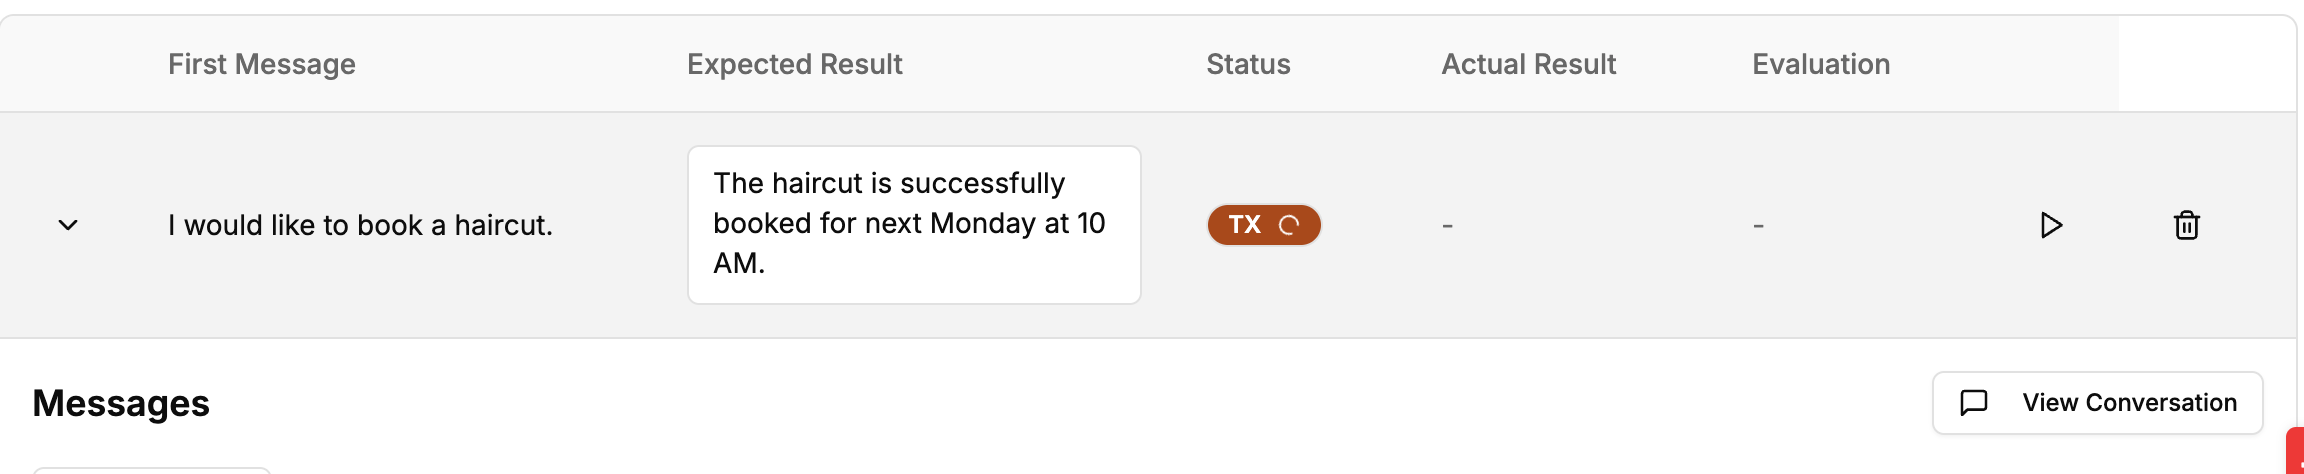 First Message Expected Result Status Actual Result Evaluation
I would like to book a haircut.
The haircut is successfully
booked for next Monday at 10
AM.
TX
-
-
Messages
View Conversation